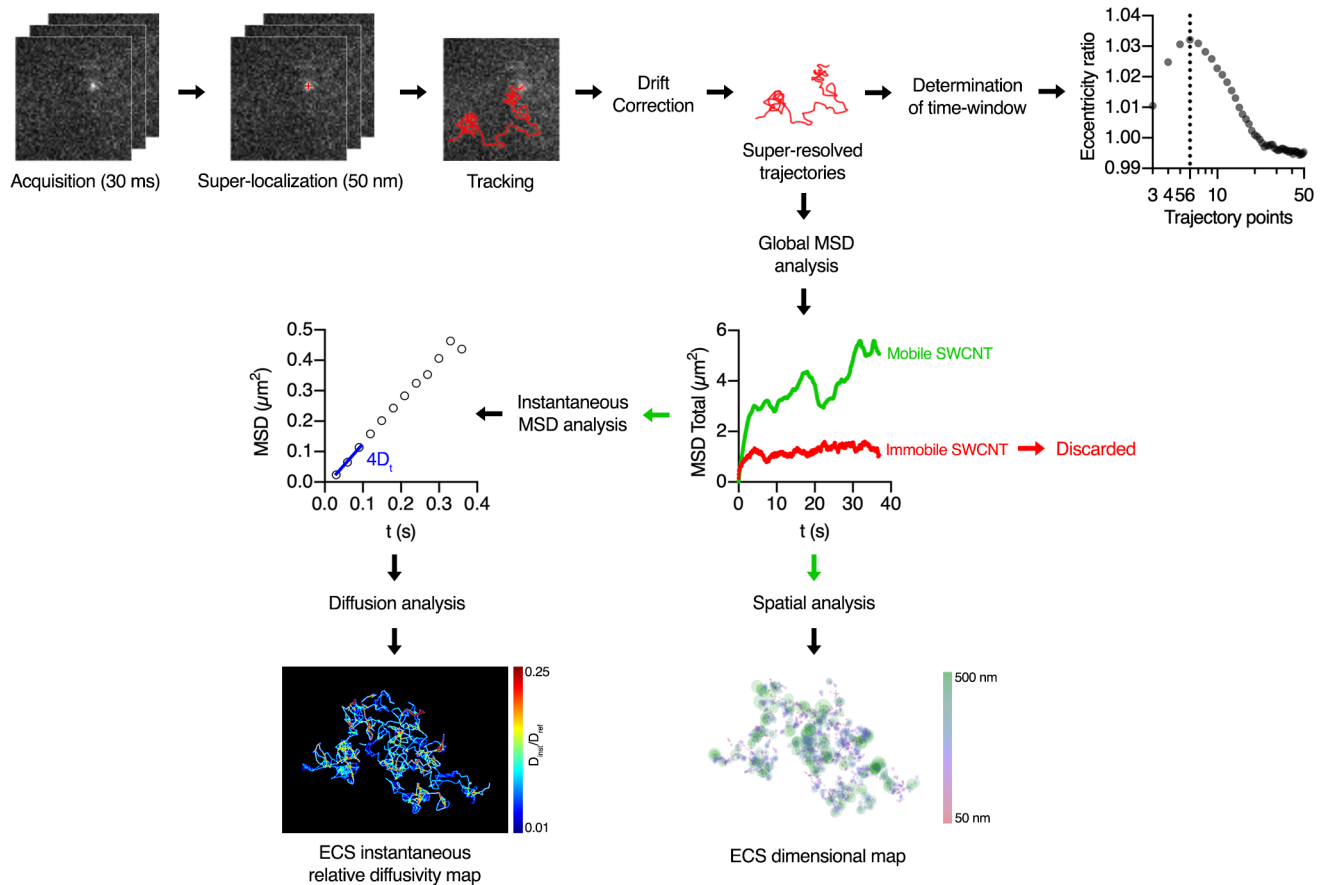 Acquisition (30 ms)
Super-localization (50 nm)
Tracking
Drift
Correction
Super-resolved
trajectories
Determination
of time-window
Eccentricity ratio
1.04
1.03
1.02
1.01
1.00
0.99
3 4 5 6 10 50
Trajectory points
Global MSD
analysis
MSD (μm²)
0.5
0.4
0.3
0.2
0.1
0.0
4Dt
0.0 0.1 0.2 0.3 0.4
t (s)
Instantaneous
MSD analysis
MSD Total (μm²)
6
4
2
0
0 10 20 30 40
t (s)
Mobile SWCNT
Immobile SWCNT
Discarded
Diffusion analysis
Spatial analysis
0.25
Dinst/Dref
0.01
500 nm
50 nm
ECS instantaneous
relative diffusivity map
ECS dimensional map